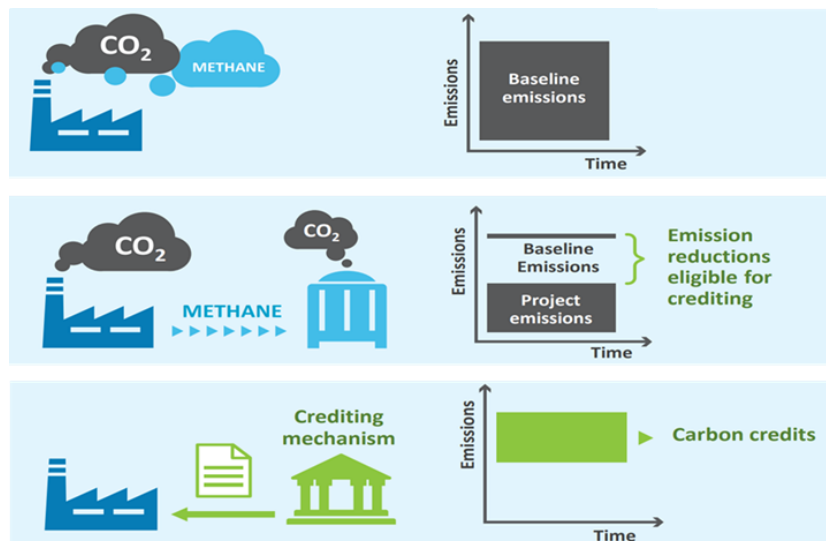 CO₂
METHANE
Emissions
Baseline
emissions
Time
CO₂
CO₂
METHANE
Emissions
Baseline
Emissions
Project
emissions
Time
Emission
reductions
eligible for
crediting
Crediting
mechanism
Emissions
Carbon credits
Time